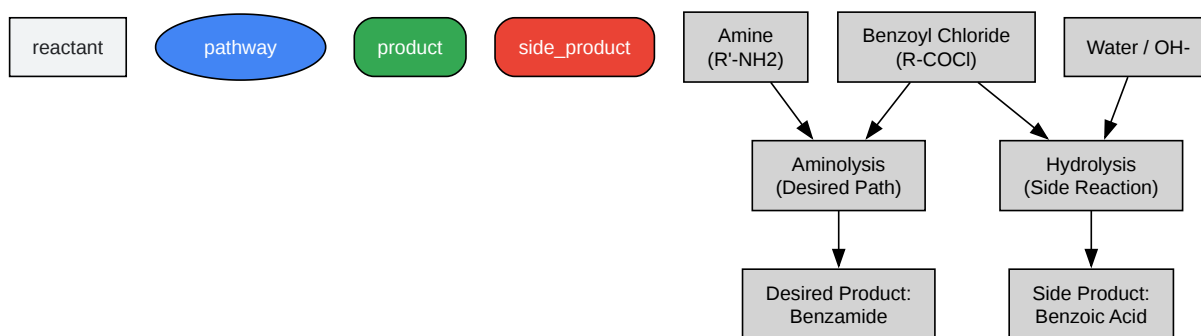 reactant
pathway
product
side_product
Amine
(R'-NH2)
Benzoyl Chloride
(R-COCl)
Water / OH-
Aminolysis
(Desired Path)
Hydrolysis
(Side Reaction)
Desired Product:
Benzamide
Side Product:
Benzoic Acid